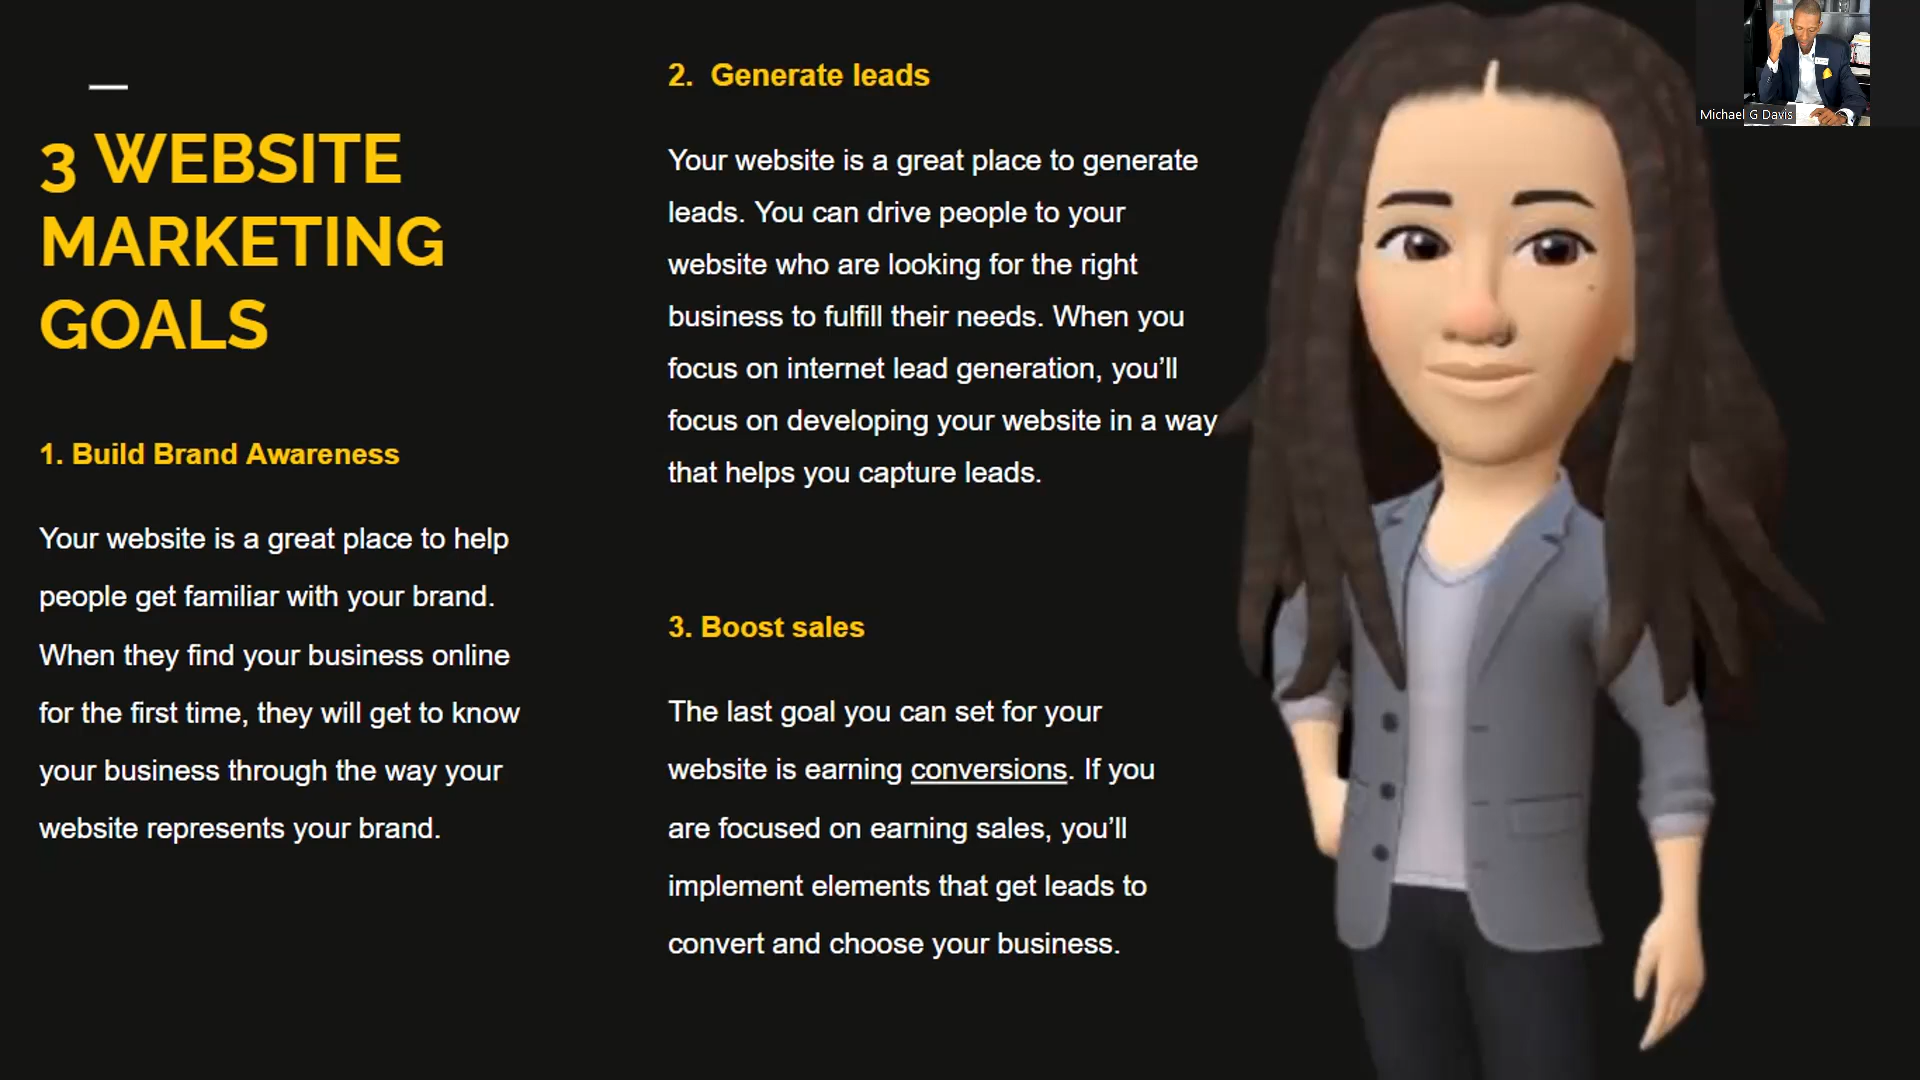 3 WEBSITE
MARKETING
GOALS
1. Build Brand Awareness
Your website is a great place to help
people get familiar with your brand.
When they find your business online
for the first time, they will get to know
your business through the way your
website represents your brand.
2. Generate leads
Your website is a great place to generate
leads. You can drive people to your
website who are looking for the right
business to fulfill their needs. When you
focus on internet lead generation, you’ll
focus on developing your website in a way
that helps you capture leads.
3. Boost sales
The last goal you can set for your
website is earning conversions. If you
are focused on earning sales, you’ll
implement elements that get leads to
convert and choose your business.
Michael G Davis